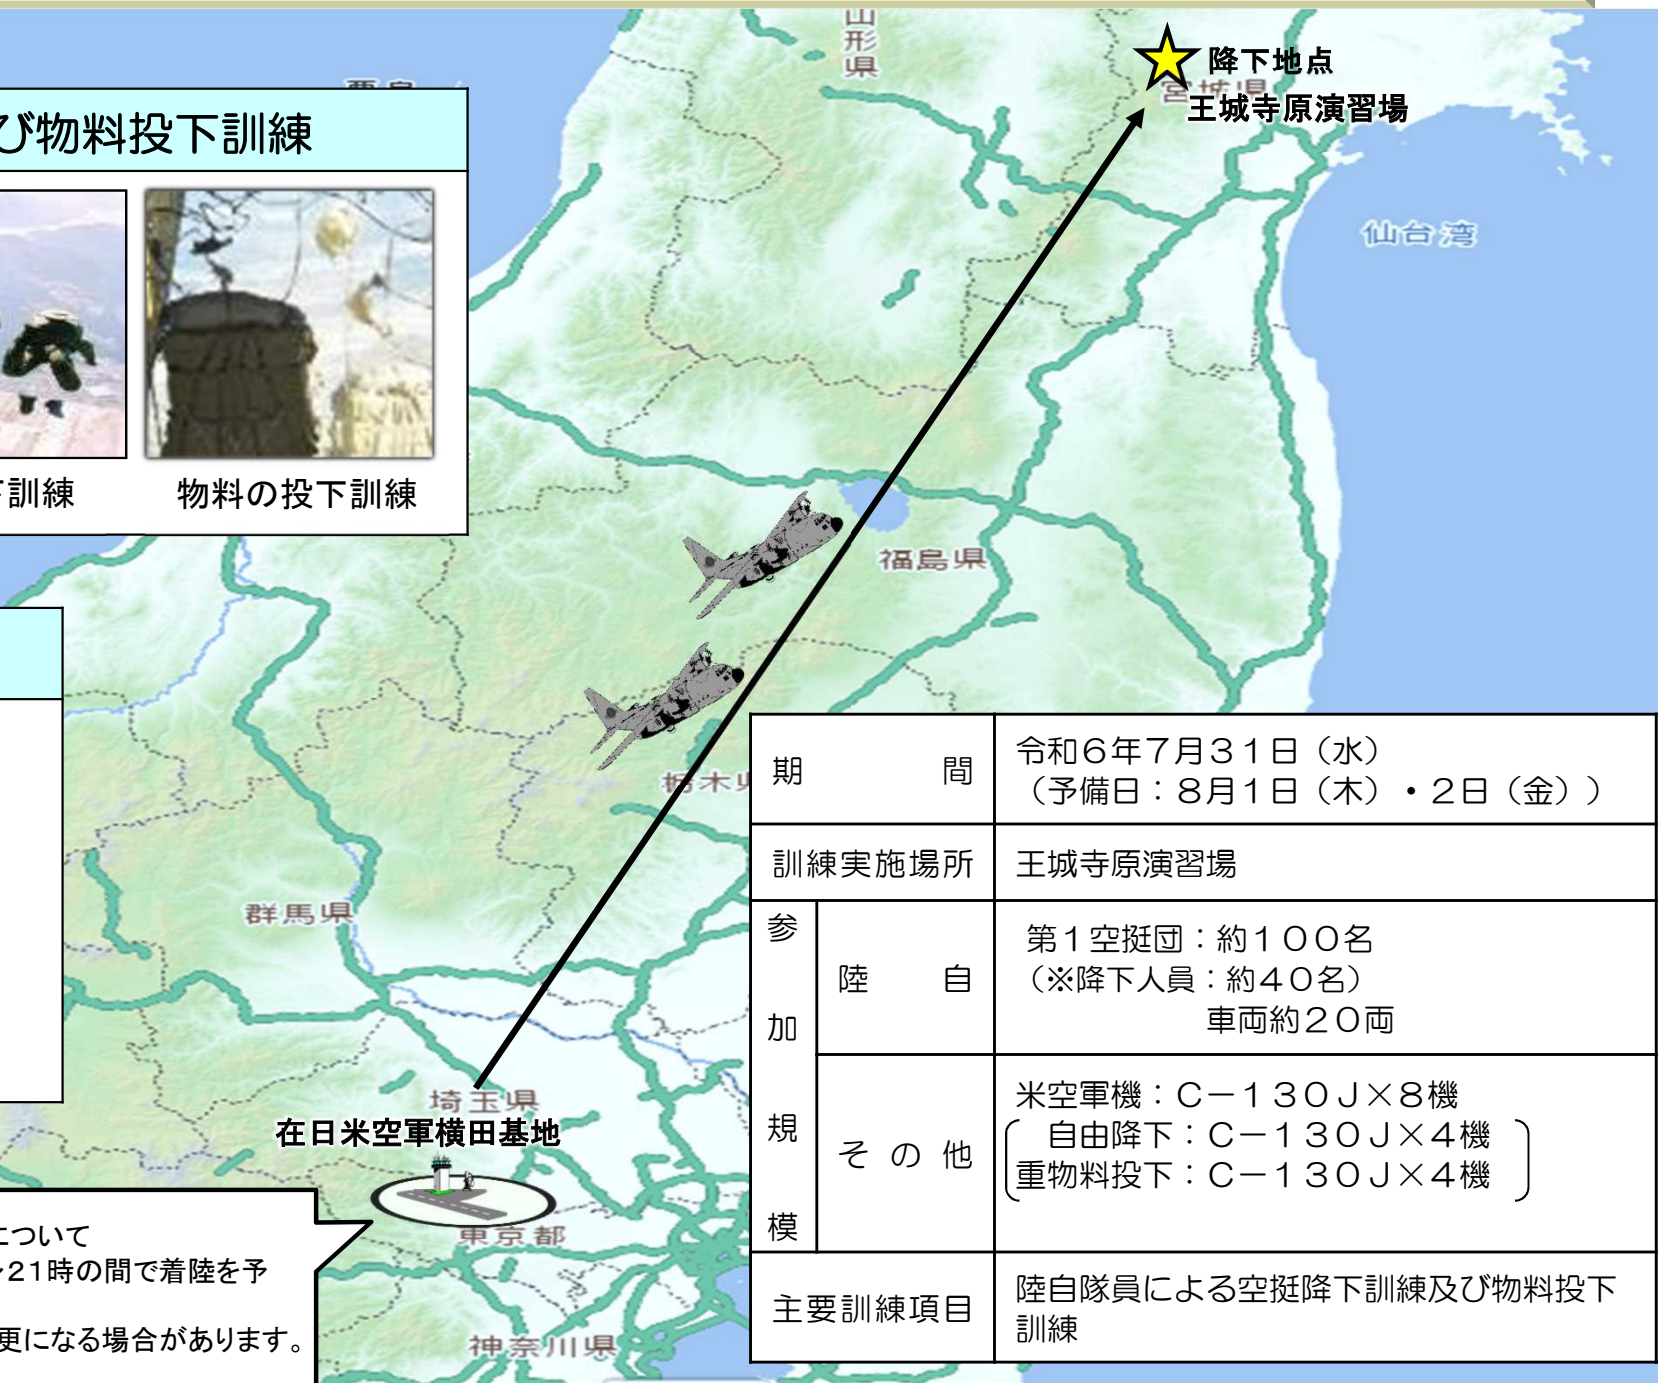 山形県
降下地点
宮城県
王城寺原演習場
び物料投下訓練
仙台湾
下訓練
物料の投下訓練
福島県
栃木県
群馬県
埼玉県
在日米空軍横田基地
東京都
神奈川県
について
～21時の間で着陸を予
更になる場合があります。
期間
令和6年7月31日（水）
（予備日：8月1日（木）・2日（金））
訓練実施場所
王城寺原演習場
参加規模
陸自
第1空挺団：約100名
（※降下人員：約40名）
車両約20両
その他
米空軍機：C－130J×8機
自由降下：C－130J×4機
重物料投下：C－130J×4機
主要訓練項目
陸自隊員による空挺降下訓練及び物料投下
訓練